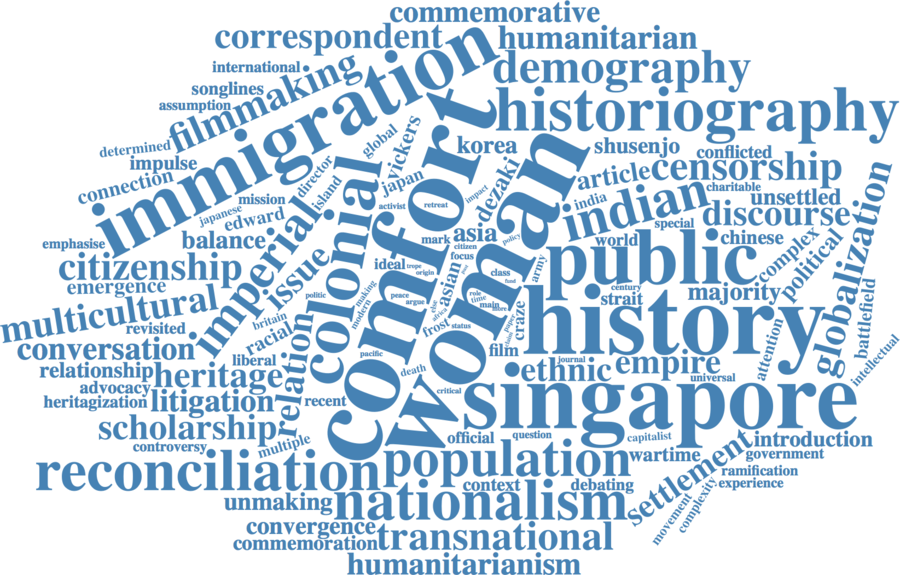 commemorative
correspondent
humanitarian
international
filmmaking
immigration
demography
songlines
assumption
historiography
determined
impulse
connection
global
vickers
comfort
korea
shusenjo
conflicted
censorship
article
director
island
japan
dezaki
woman
impact
mission
japanese
edward
activist
retreat
india
indian
charitable
unsettled
special
discourse
emphasise
balance
imperial
colonial
mark
asia
citizen
policy
world
chinese
complex
political
globalization
citizenship
issue
ideal
trope
origin
focus
asian
class
army
public
emergence
multicultural
politic
making
modern
peace
argue
role
time
main
fund
century
strait
majority
battlefield
revisited
britain
racial
africa
frost
status
paper
craze
history
conversation
liberal
pacific
film
journal
attention
intellectual
relationship
heritage
relation
death
critical
ethnic
empire
universal
advocacy
heritagization
litigation
recent
singapore
scholarship
controversy
multiple
official
question
capitalist
settlement
introduction
government
reconciliation
population
wartime
ramification
experience
context
debating
unmaking
nationalism
movement
complexity
convergence
commemoration
transnational
humanitarianism